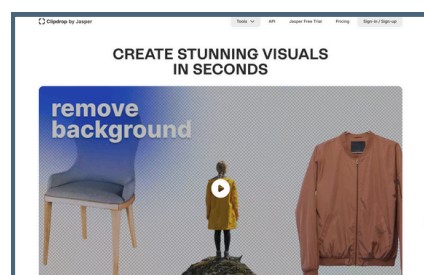 Clipdrop by Jasper
Tools
API
Jasper Free Trial
Pricing
Sign-in / Sign-up
CREATE STUNNING VISUALS
IN SECONDS
remove
background